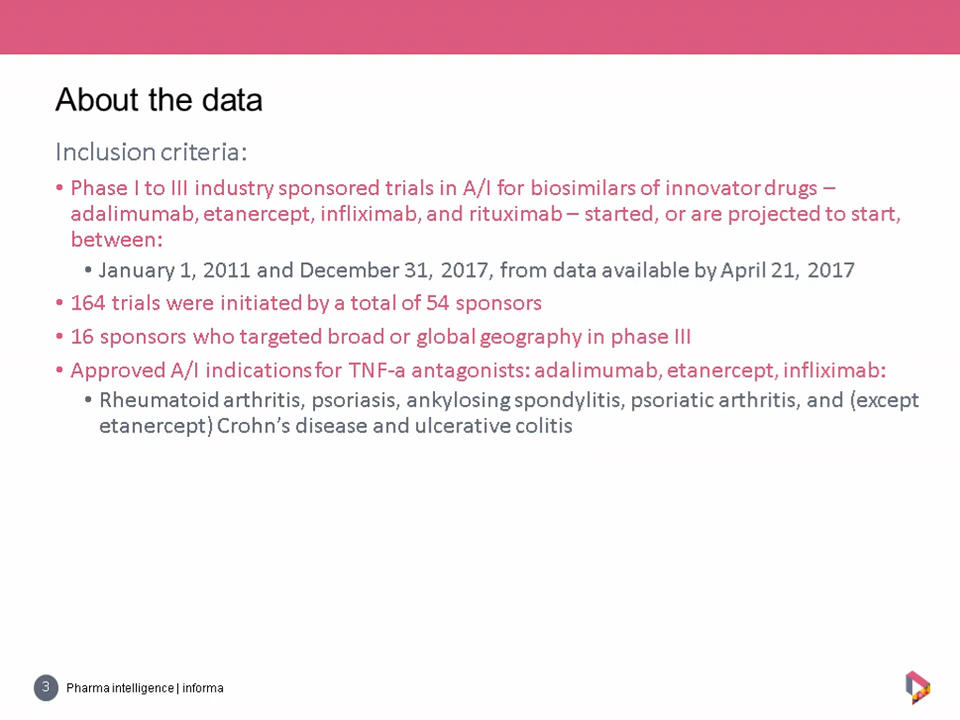 About the data
Inclusion criteria:
• Phase I to III industry sponsored trials in A/I for biosimilars of innovator drugs –
adalimumab, etanercept, infliximab, and rituximab – started, or are projected to start,
between:
• January 1, 2011 and December 31, 2017, from data available by April 21, 2017
• 164 trials were initiated by a total of 54 sponsors
• 16 sponsors who targeted broad or global geography in phase III
• Approved A/I indications for TNF-a antagonists: adalimumab, etanercept, infliximab:
• Rheumatoid arthritis, psoriasis, ankylosing spondylitis, psoriatic arthritis, and (except
etanercept) Crohn’s disease and ulcerative colitis
3 Pharma intelligence | informa